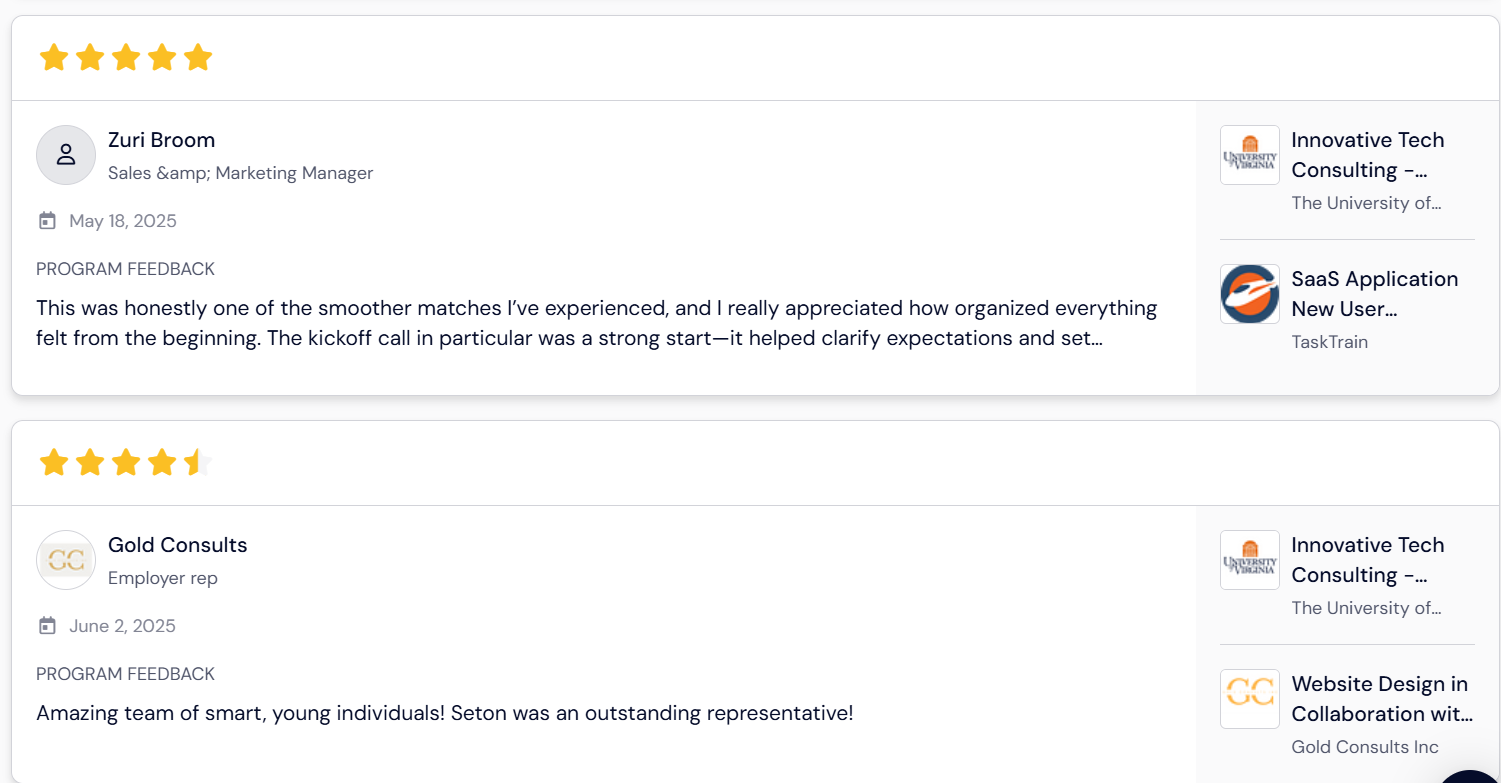 Zuri Broom
Sales &amp; Marketing Manager
May 18, 2025
PROGRAM FEEDBACK
This was honestly one of the smoother matches I’ve experienced, and I really appreciated how organized everything
felt from the beginning. The kickoff call in particular was a strong start—it helped clarify expectations and set...
UNIVERSITY
of VIRGINIA
Innovative Tech
Consulting -...
The University of...
SaaS Application
New User...
TaskTrain
GC
Gold Consults
Employer rep
June 2, 2025
PROGRAM FEEDBACK
Amazing team of smart, young individuals! Seton was an outstanding representative!
UNIVERSITY
of VIRGINIA
Innovative Tech
Consulting -...
The University of...
GC
Website Design in
Collaboration wit...
Gold Consults Inc